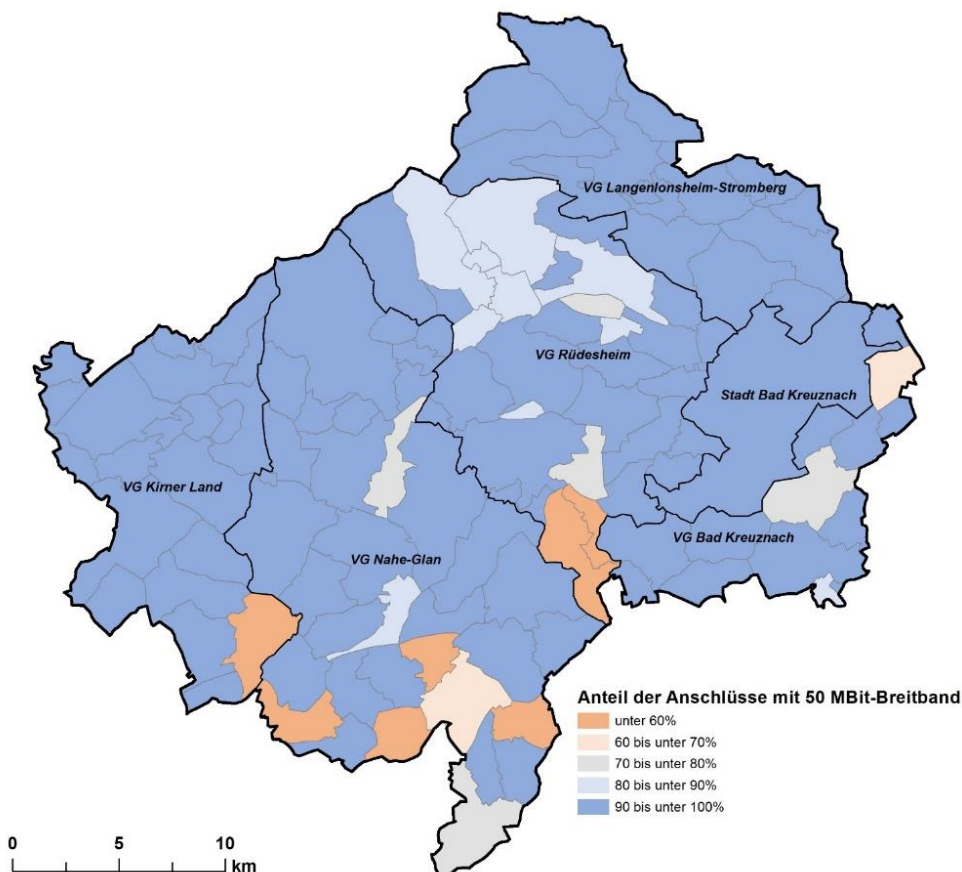 VG Langenlonsheim-Stromberg
VG Rüdesheim
Stadt Bad Kreuznach
VG Kirner Land
VG Bad Kreuznach
VG Nahe-Glan
Anteil der Anschlüsse mit 50 MBit-Breitband
unter 60%
60 bis unter 70%
70 bis unter 80%
80 bis unter 90%
90 bis unter 100%
0 5 10
km